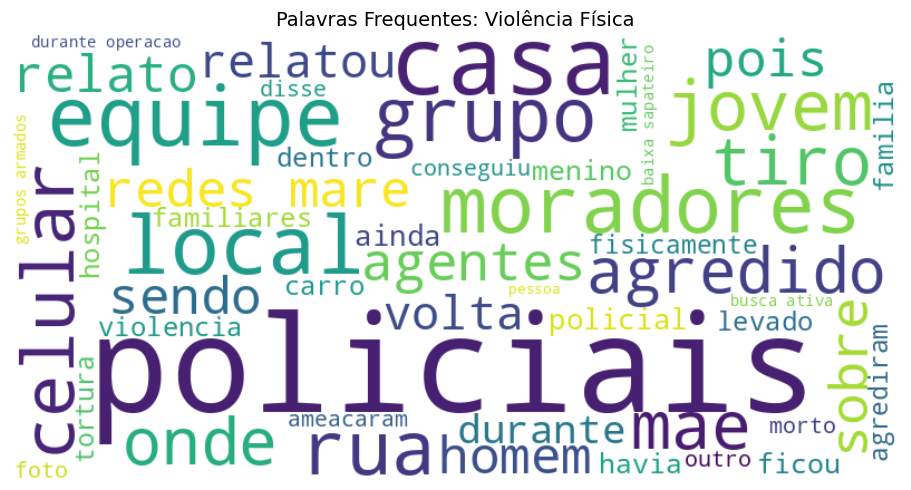 Palavras Frequentes: Violência Física
durante operacao
relato
relatou
casa
mulher
baixa sapateiro
pois
disse
equipe
grupo
jovem
familia
grupos armados
dentro
conseguiu
menino
tiro
hospital
redes mare
moradores
celular
familiares
local
ainda
agentes
fisicamente
agredido
carro
sendo
pessoa
busca ativa
volta
policial
levado
violencia
policiais
sobre
agrediram
tortura
onde
ameacaram
rua
durante
homem
mae
morto
outro
foto
havia
ficou